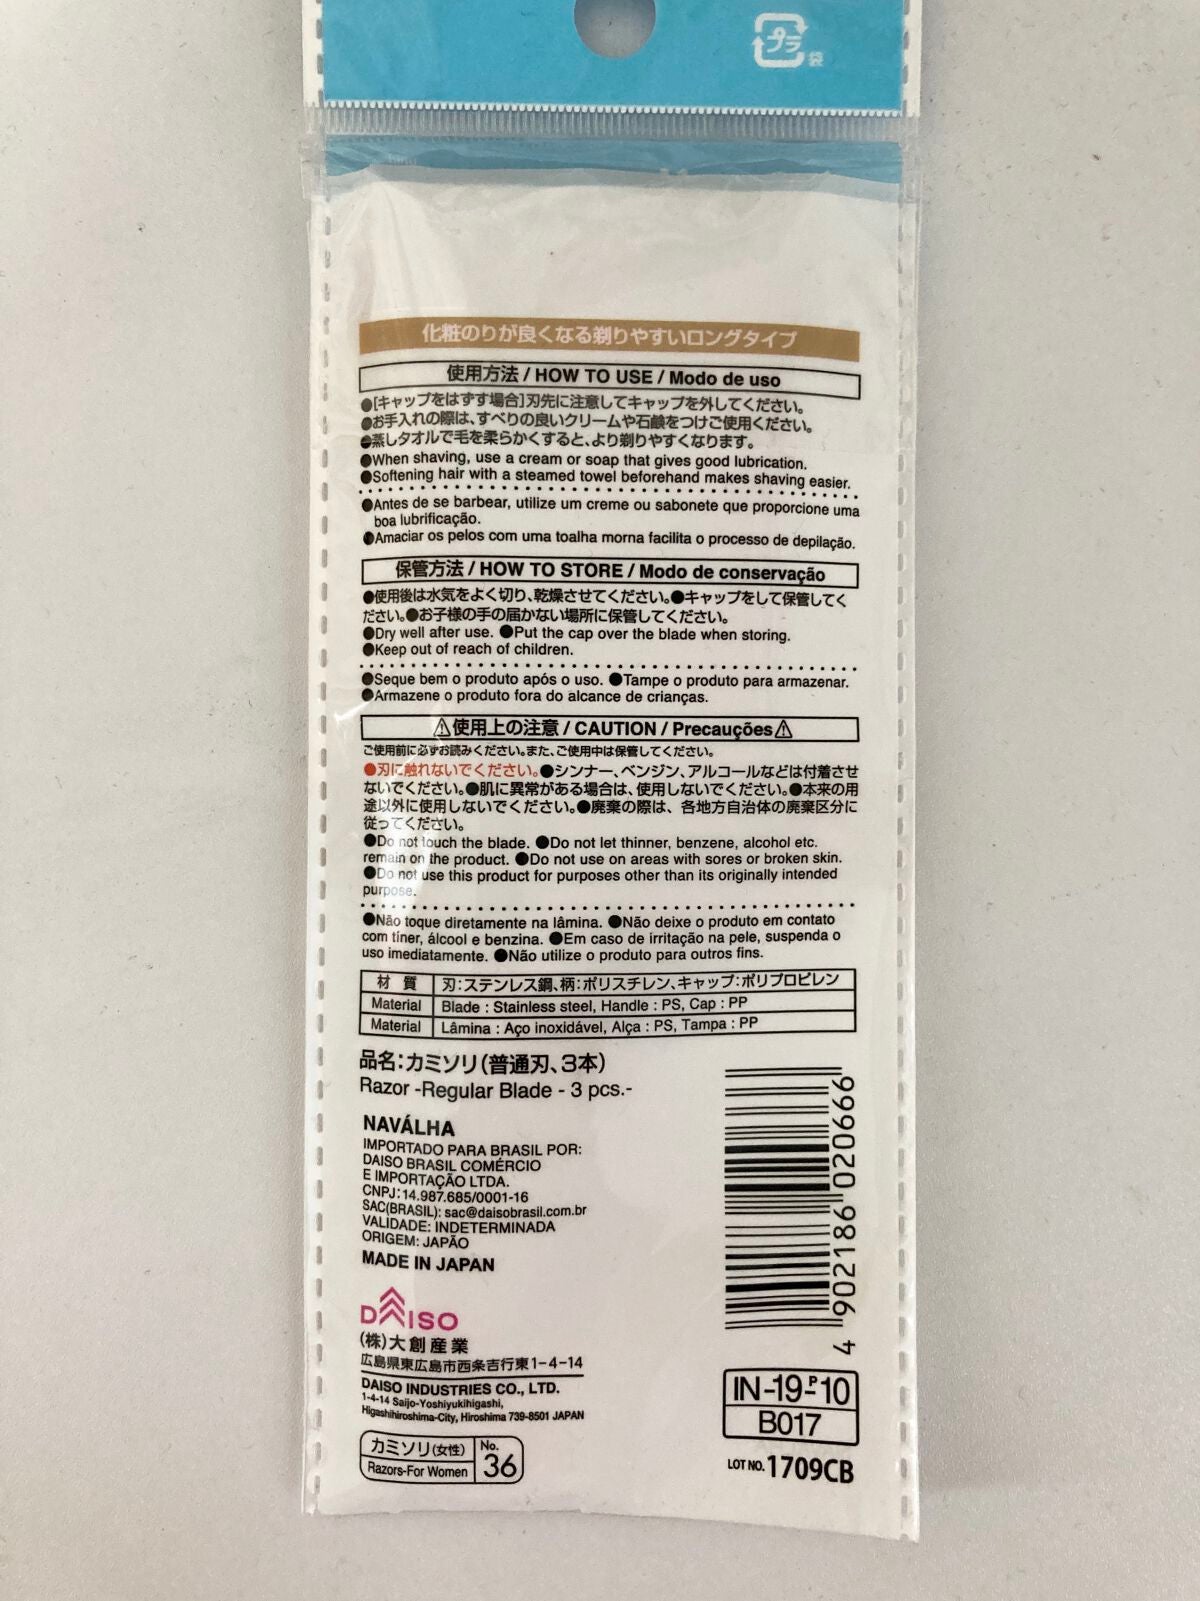 プラ
袋
化粧のりが良くなる剃りやすいロングタイプ
使用方法 / HOW TO USE / Modo de uso
●[キャップをはずす場合]刃先に注意してキャップを外してください。
●お手入れの際は、すべりの良いクリームや石鹸をつけご使用ください。
●蒸しタオルで毛を柔らかくすると、より剃りやすくなります。
●When shaving, use a cream or soap that gives good lubrication.
●Softening hair with a steamed towel beforehand makes shaving easier.
●Antes de se barbear, utilize um creme ou sabonete que proporcione uma
boa lubrificação.
●Amaciar os pelos com uma toalha morna facilita o processo de depilação.
保管方法 / HOW TO STORE / Modo de conservação
●使用後は水気をよく切り、乾燥させてください。●キャップをして保管してく
ださい。●お子様の手の届かない場所に保管してください。
●Dry well after use. ●Put the cap over the blade when storing.
●Keep out of reach of children.
●Seque bem o produto após o uso. ●Tampe o produto para armazenar.
●Armazene o produto fora do alcance de crianças.
⚠使用上の注意 / CAUTION / Precauções⚠
ご使用前に必ずお読みください。また、ご使用中は保管してください。
●刃に触れないでください。●シンナー、ベンジン、アルコールなどは付着させ
ないでください。●肌に異常がある場合は、使用しないでください。●本来の用
途以外に使用しないでください。●廃棄の際は、各地方自治体の廃棄区分に
従ってください。
●Do not touch the blade. ●Do not let thinner, benzene, alcohol etc.
remain on the product. ●Do not use on areas with sores or broken skin.
●Do not use this product for purposes other than its originally intended
purpose.
●Não toque diretamente na lâmina. ●Não deixe o produto em contato
com tíner, álcool e benzina. ●Em caso de irritação na pele, suspenda o
uso imediatamente. ●Não utilize o produto para outros fins.
材 質 刃:ステンレス鋼、柄:ポリスチレン、キャップ:ポリプロピレン
Material Blade : Stainless steel, Handle : PS, Cap : PP
Material Lâmina : Aço inoxidável, Alça : PS, Tampa : PP
品名:カミソリ(普通刃、3本)
Razor -Regular Blade - 3 pcs.-
NAVÁLHA
IMPORTADO PARA BRASIL POR:
DAISO BRASIL COMÉRCIO
E IMPORTAÇÃO LTDA.
CNPJ:14.987.685/0001-16
SAC(BRASIL): sac@daisobrasil.com.br
VALIDADE: INDETERMINADA
ORIGEM: JAPÃO
MADE IN JAPAN
DAISO
(株)大創産業
広島県東広島市西条吉行東1-4-14
DAISO INDUSTRIES CO., LTD.
1-4-14 Saijo-Yoshiyukihigashi,
Higashihiroshima-City, Hiroshima 739-8501 JAPAN
カミソリ(女性) No. 36
Razors-For Women
4 902186 020666
IN-19-P-10
B017
LOT NO. 1709CB